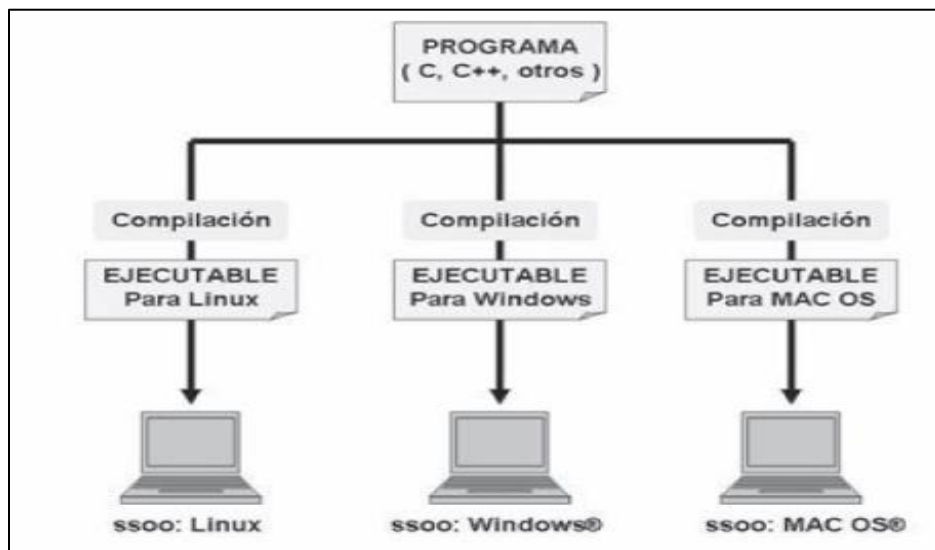 PROGRAMA
( C, C++, otros )
Compilación
Compilación
Compilación
EJECUTABLE
Para Linux
EJECUTABLE
Para Windows
EJECUTABLE
Para MAC OS
ssoo: Linux
ssoo: Windows®
ssoo: MAC OS®